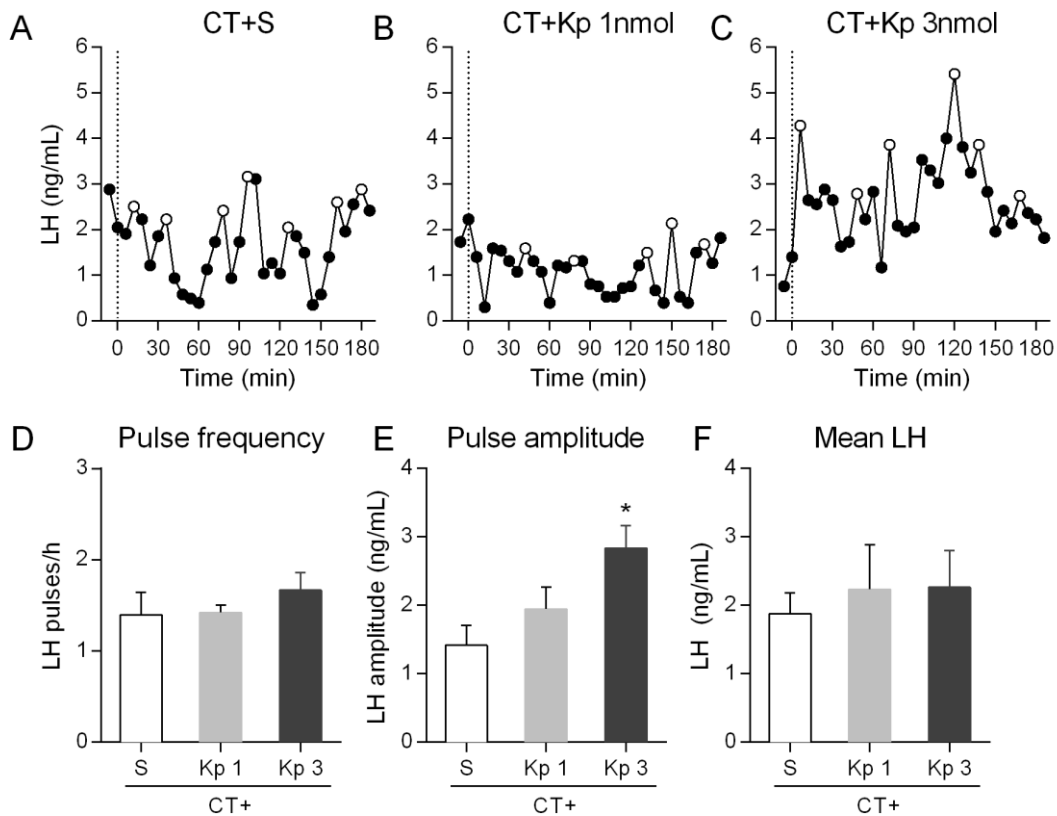 A CT+S
B CT+Kp 1nmol
C CT+Kp 3nmol
LH (ng/mL)
6
5
4
3
2
1
0
0 30 60 90 120 150 180
Time (min)
6
5
4
3
2
1
0
0 30 60 90 120 150 180
Time (min)
6
5
4
3
2
1
0
0 30 60 90 120 150 180
Time (min)
D Pulse frequency
LH pulses/h
3
2
1
0
S Kp 1 Kp 3
CT+
E Pulse amplitude
LH amplitude (ng/mL)
4
3
2
1
0
*
S Kp 1 Kp 3
CT+
F Mean LH
LH (ng/mL)
4
3
2
1
0
S Kp 1 Kp 3
CT+